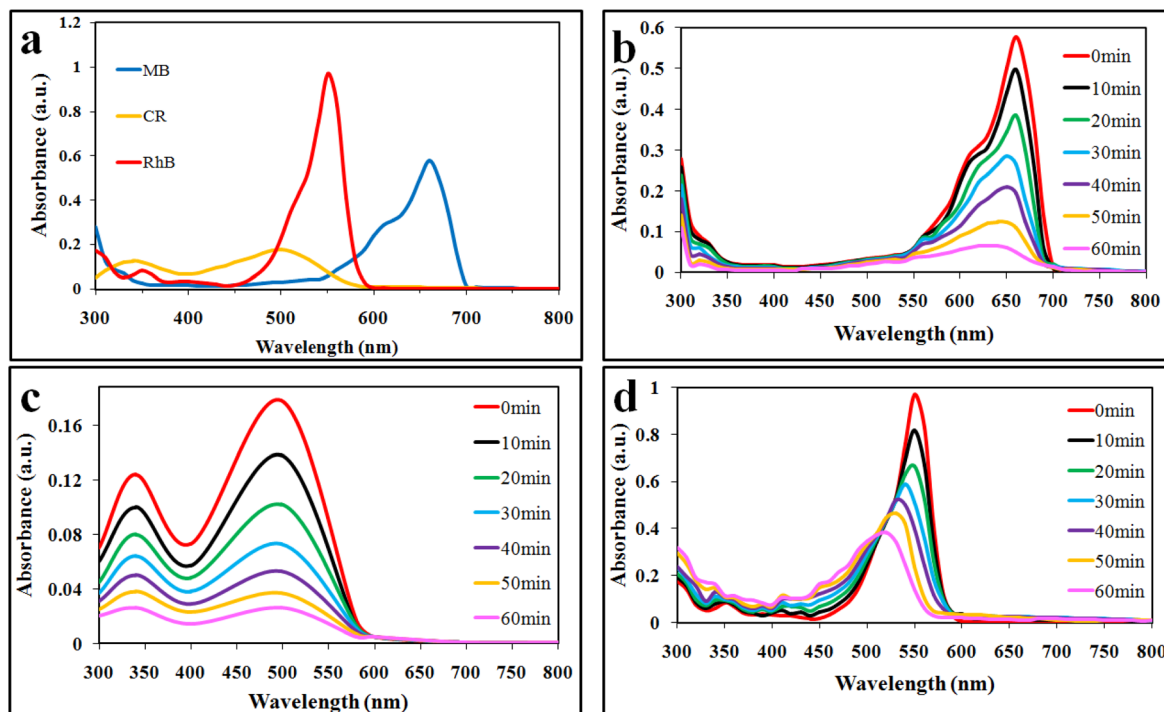 a
1.2
1
0.8
0.6
0.4
0.2
0
300 400 500 600 700 800
Absorbance (a.u.)
Wavelength (nm)
MB
CR
RhB
b
0.6
0.5
0.4
0.3
0.2
0.1
0
300 350 400 450 500 550 600 650 700 750 800
Absorbance (a.u.)
Wavelength (nm)
0min
10min
20min
30min
40min
50min
60min
c
0.16
0.12
0.08
0.04
0
300 350 400 450 500 550 600 650 700 750 800
Absorbance (a.u.)
Wavelength (nm)
0min
10min
20min
30min
40min
50min
60min
d
1
0.8
0.6
0.4
0.2
0
300 350 400 450 500 550 600 650 700 750 800
Absorbance (a.u.)
Wavelength (nm)
0min
10min
20min
30min
40min
50min
60min